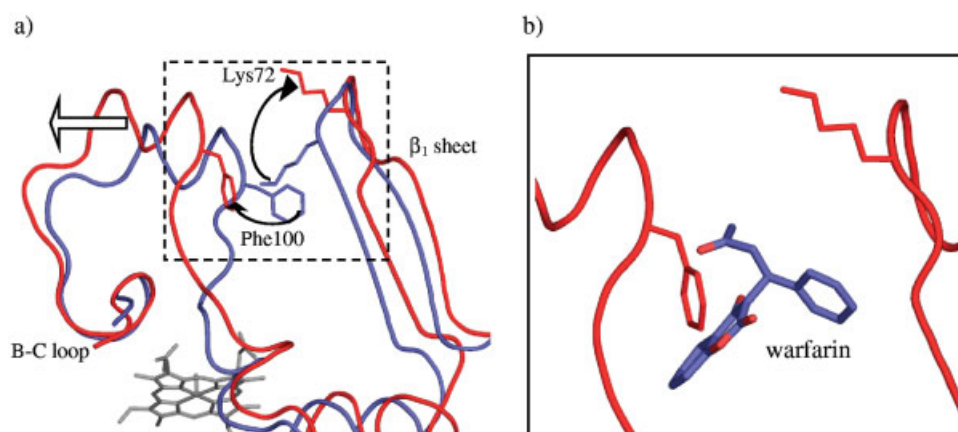 a)
b)
Lys72
β₁ sheet
Phe100
B-C loop
warfarin